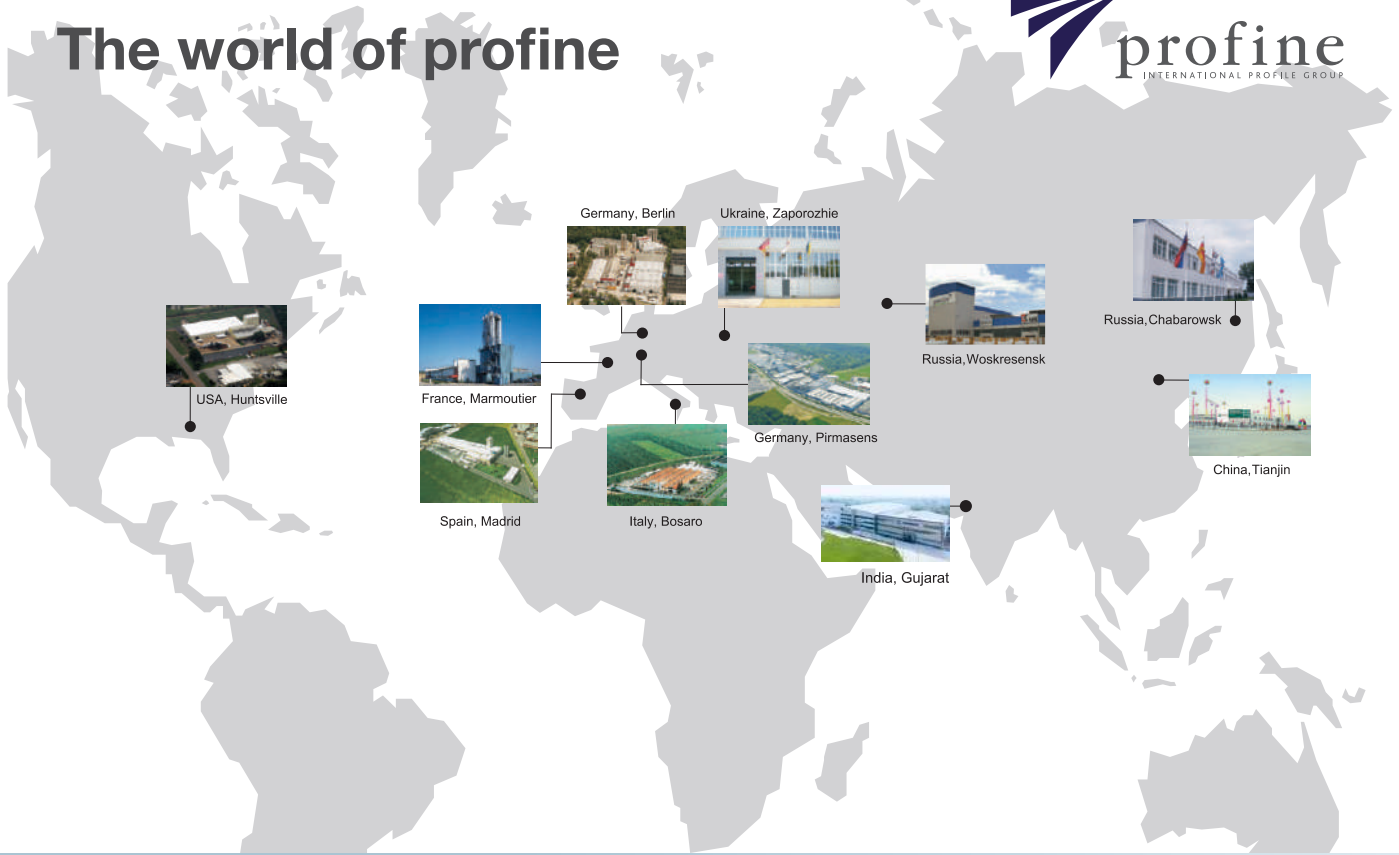 The world of profine
profine
INTERNATIONAL PROFILE GROUP
Germany, Berlin
Ukraine, Zaporozhie
Russia,Chabarowsk
Russia,Woskresensk
USA, Huntsville
France, Marmoutier
Germany, Pirmasens
China,Tianjin
Spain, Madrid
Italy, Bosaro
India, Gujarat